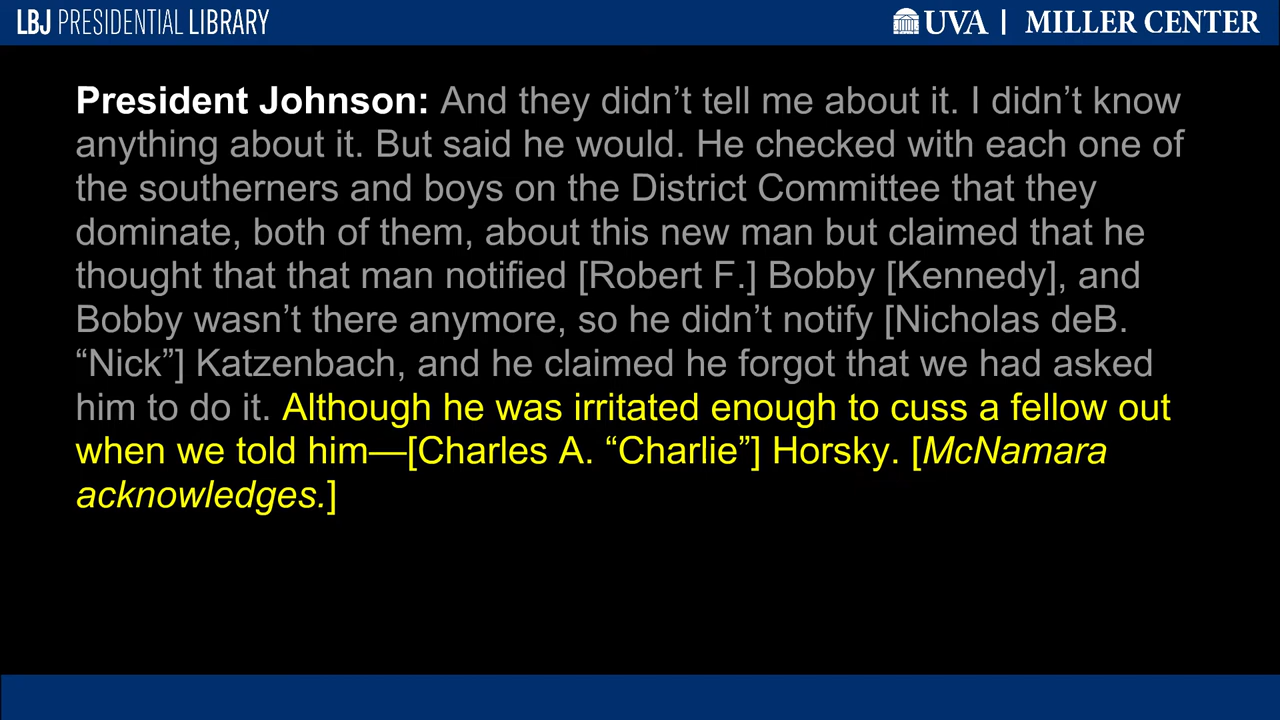 LBJ PRESIDENTIAL LIBRARY
UVA | MILLER CENTER
President Johnson: And they didn’t tell me about it. I didn’t know
anything about it. But said he would. He checked with each one of
the southerners and boys on the District Committee that they
dominate, both of them, about this new man but claimed that he
thought that that man notified [Robert F.] Bobby [Kennedy], and
Bobby wasn’t there anymore, so he didn’t notify [Nicholas deB.
“Nick”] Katzenbach, and he claimed he forgot that we had asked
him to do it. Although he was irritated enough to cuss a fellow out
when we told him—[Charles A. “Charlie”] Horsky. [McNamara
acknowledges.]